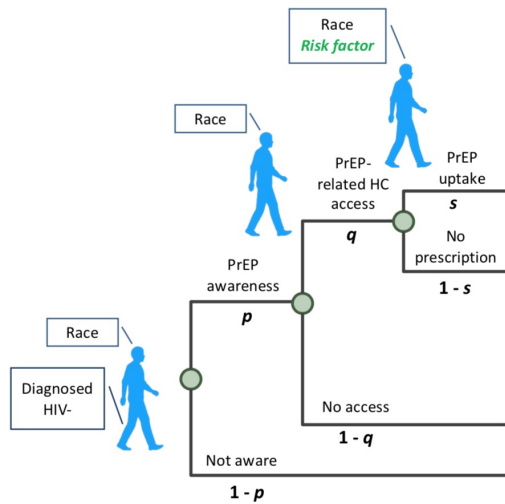 Race
Risk factor
Race
PrEP-
related HC
access
q
PrEP
uptake
s
No
prescription
1 - s
PrEP
awareness
p
Race
Diagnosed
HIV-
No access
1 - q
Not aware
1 - p